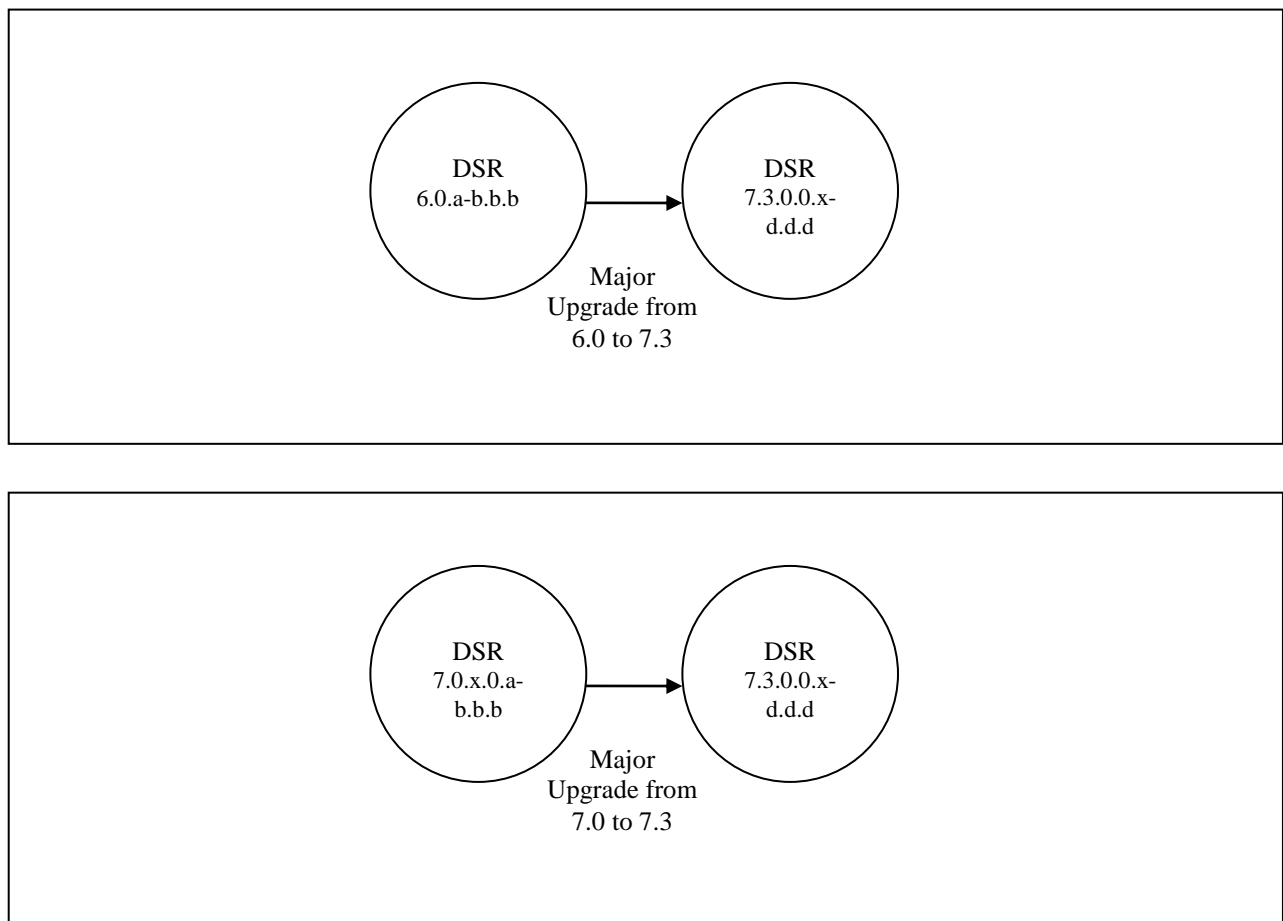 DSR
6.0.a-b.b.b
DSR
7.3.0.0.x-
d.d.d
Major
Upgrade from
6.0 to 7.3
DSR
7.0.x.0.a-
b.b.b
DSR
7.3.0.0.x-
d.d.d
Major
Upgrade from
7.0 to 7.3